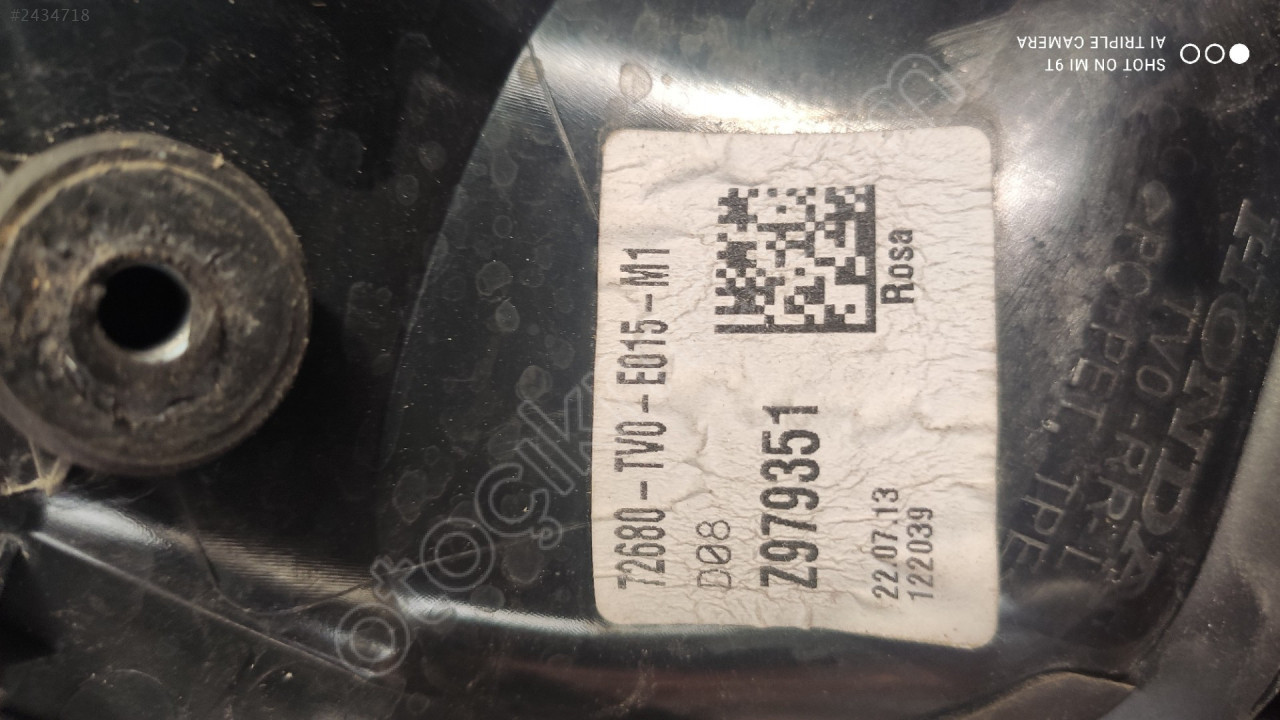 #2434718
SHOT ON MI 9T
AI TRIPLE CAMERA
72680-TV0-E015-M1
D08
Z979351
Rosa
22.07.13
122039
HONDA
TV0-R-L
>PC+PET, TPE